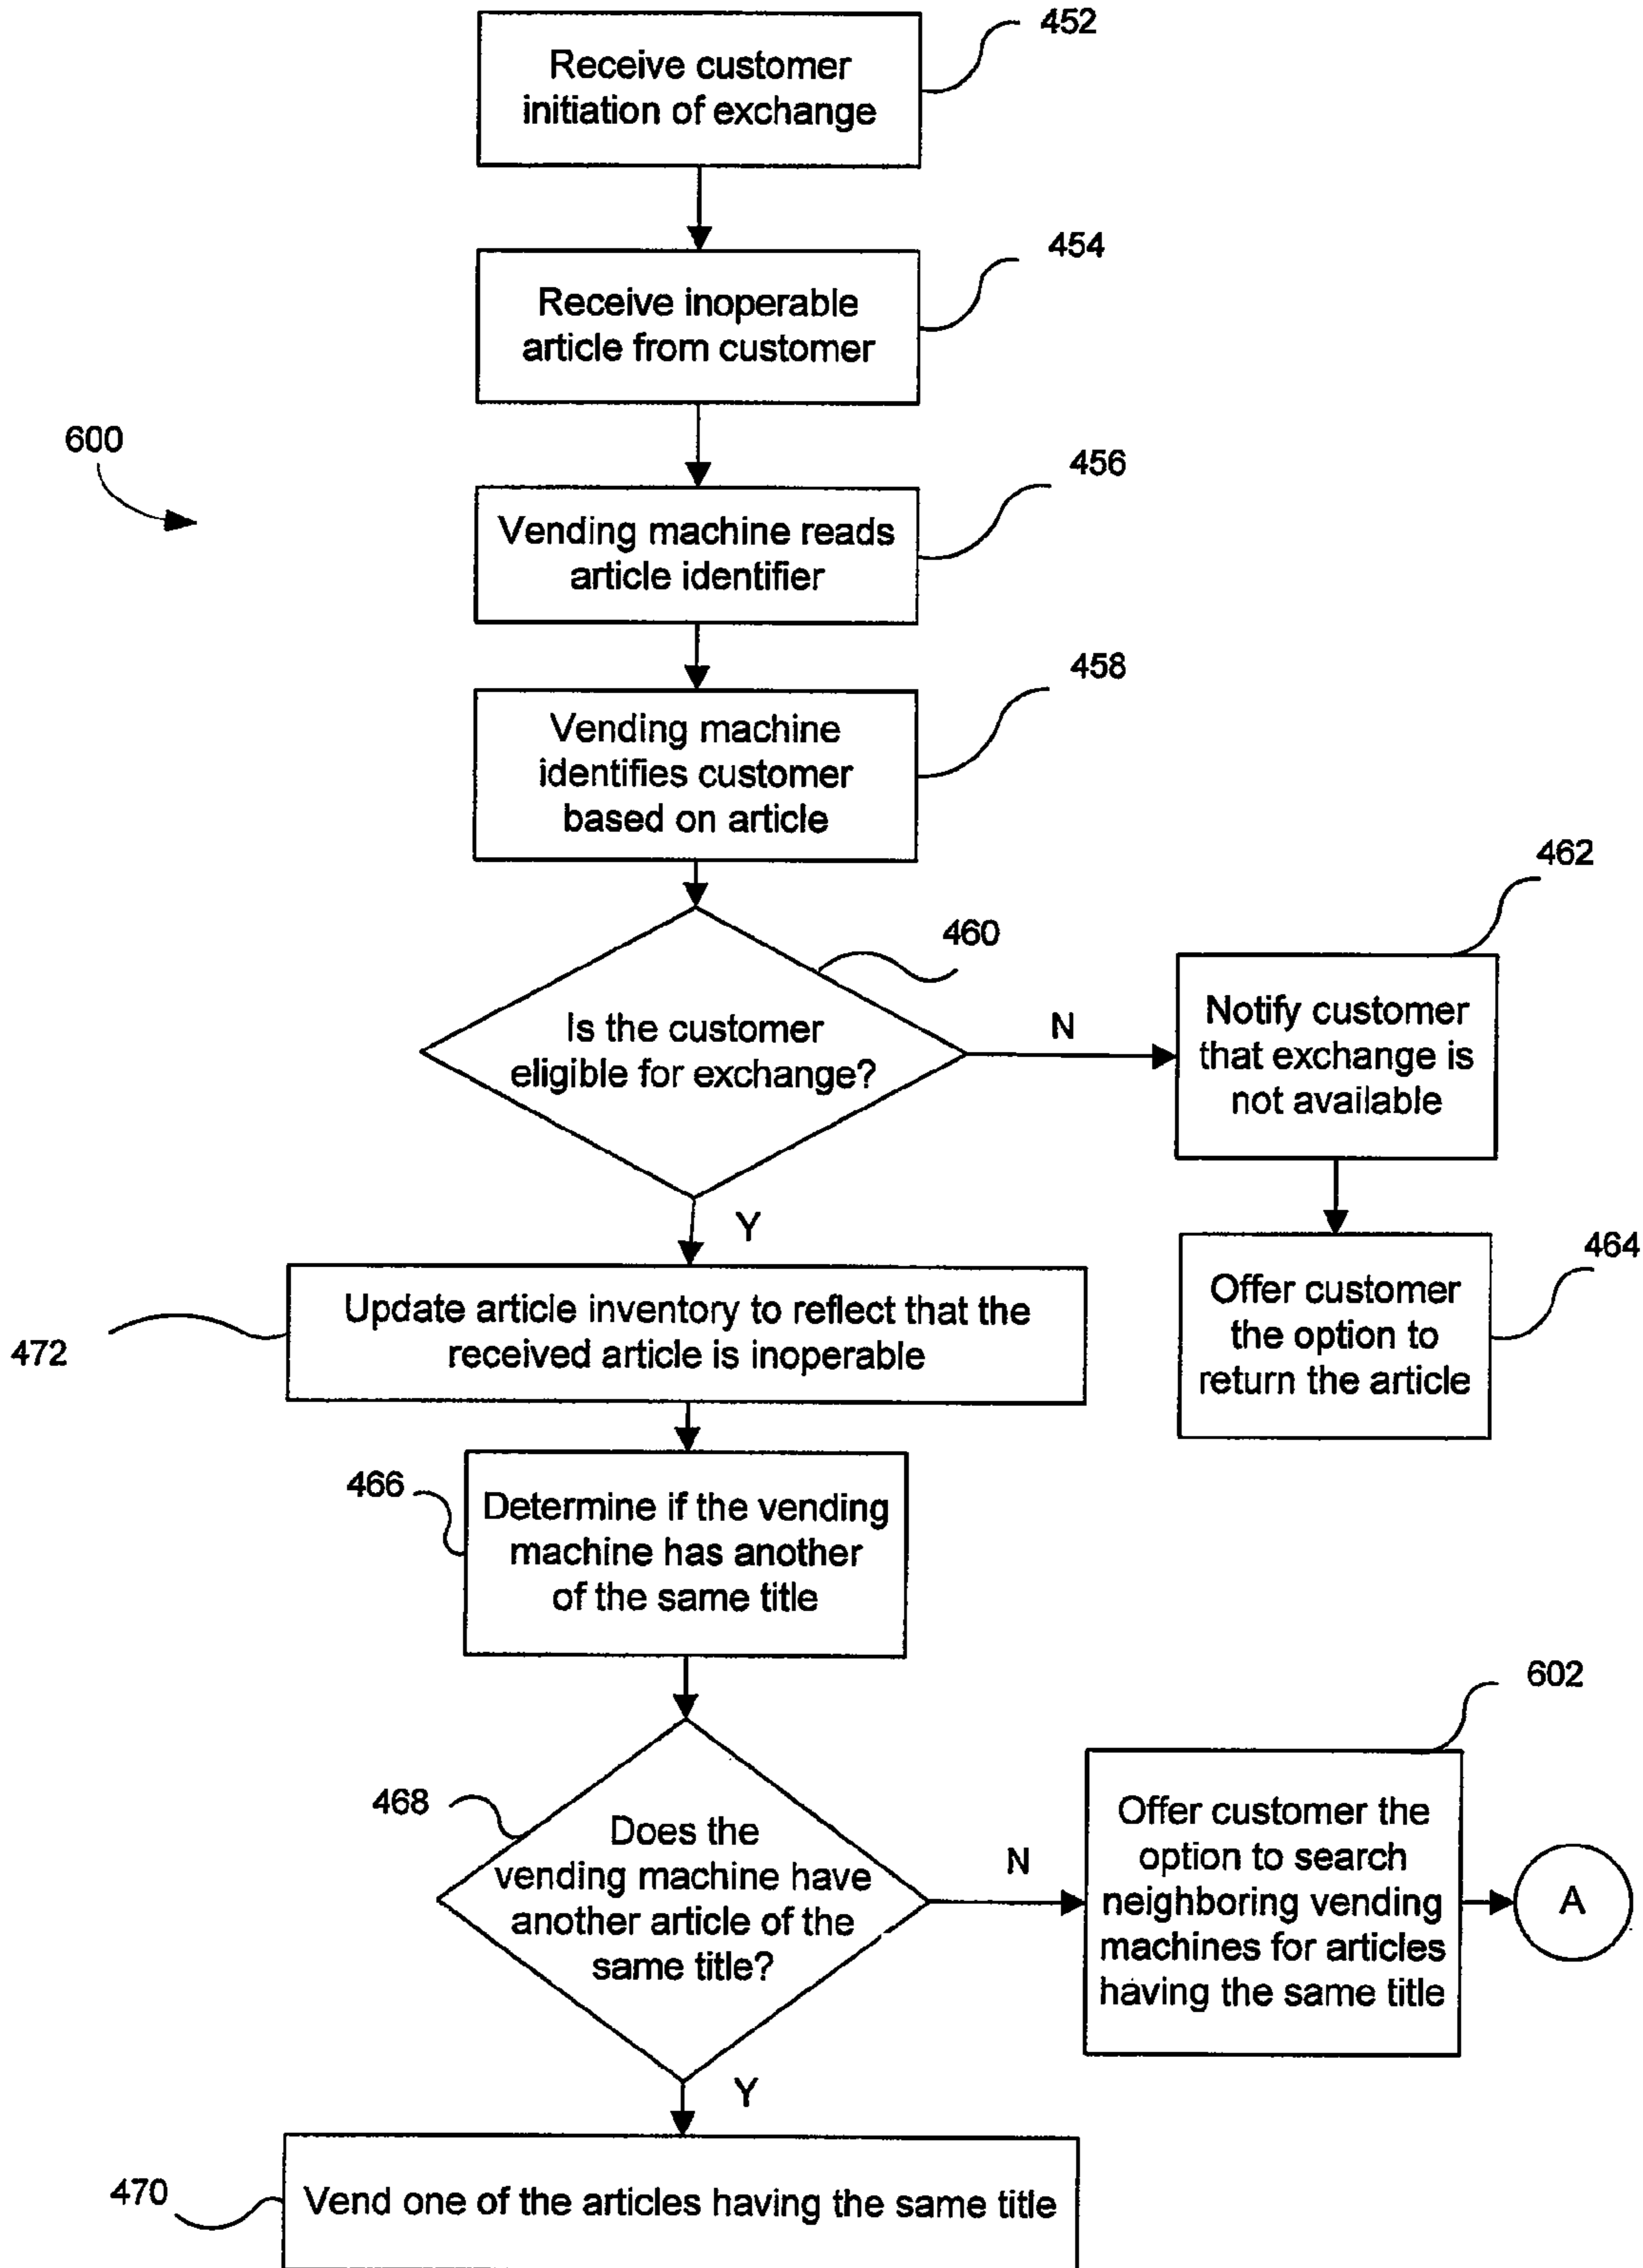 452
Receive customer
initiation of exchange
454
Receive inoperable
article from customer
600
456
Vending machine reads
article identifier
458
Vending machine
identifies customer
based on article
460
Is the customer
eligible for exchange?
N
462
Notify customer
that exchange is
not available
Y
464
Offer customer
the option to
return the article
472
Update article inventory to reflect that the
received article is inoperable
466
Determine if the vending
machine has another
of the same title
468
Does the
vending machine have
another article of the
same title?
N
602
Offer customer the
option to search
neighboring vending
machines for articles
having the same title
A
Y
470
Vend one of the articles having the same title